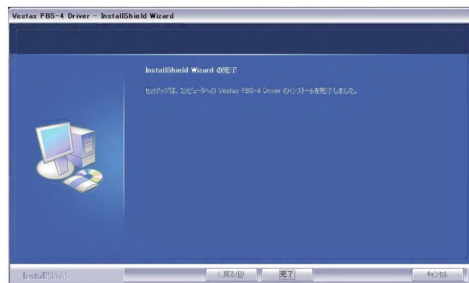 Vestax PBS-4 Driver - InstallShield Wizard
InstallShield Wizard の完了
セットアップは、コンピュータへの Vestax PBS-4 Driver のインストールを完了しました。
InstallShield
< 戻る(B)
完了
キャンセル